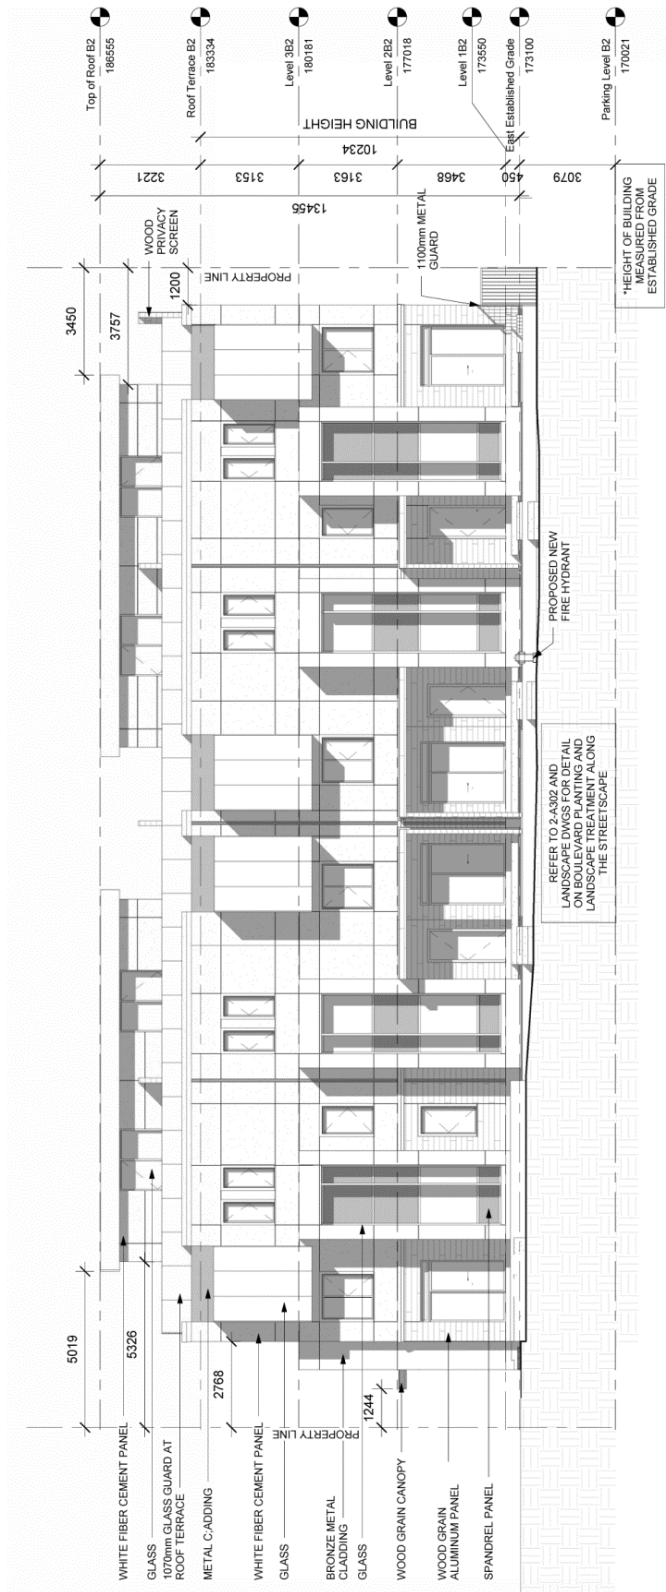 Top of Roof B2
186555
Roof Terrace B2
183334
Level 3B2
180181
Level 2B2
177018
Level 1B2
173550
East Established Grade
173100
Parking Level B2
170021
BUILDING HEIGHT
10234
3221
3153
3163
3468
450
3079
13455
*HEIGHT OF BUILDING
MEASURED FROM
ESTABLISHED GRADE
3450
3757
WOOD
PRIVACY
SCREEN
1200
PROPERTY LINE
1100mm METAL
GUARD
PROPOSED NEW
FIRE HYDRANT
REFER TO 2-A302 AND
LANDSCAPE DWGS FOR DETAIL
ON BOULEVARD PLANTING AND
LANDSCAPE TREATMENT ALONG
THE STREETSCAPE
5019
5326
2768
1244
PROPERTY LINE
WHITE FIBER CEMENT PANEL
GLASS
1070mm GLASS GUARD AT
ROOF TERRACE
METAL C;ADDING
WHITE FIBER CEMENT PANEL
GLASS
BRONZE METAL
CLADDING
GLASS
WOOD GRAIN CANOPY
WOOD GRAIN
ALUMINUM PANEL
SPANDREL PANEL